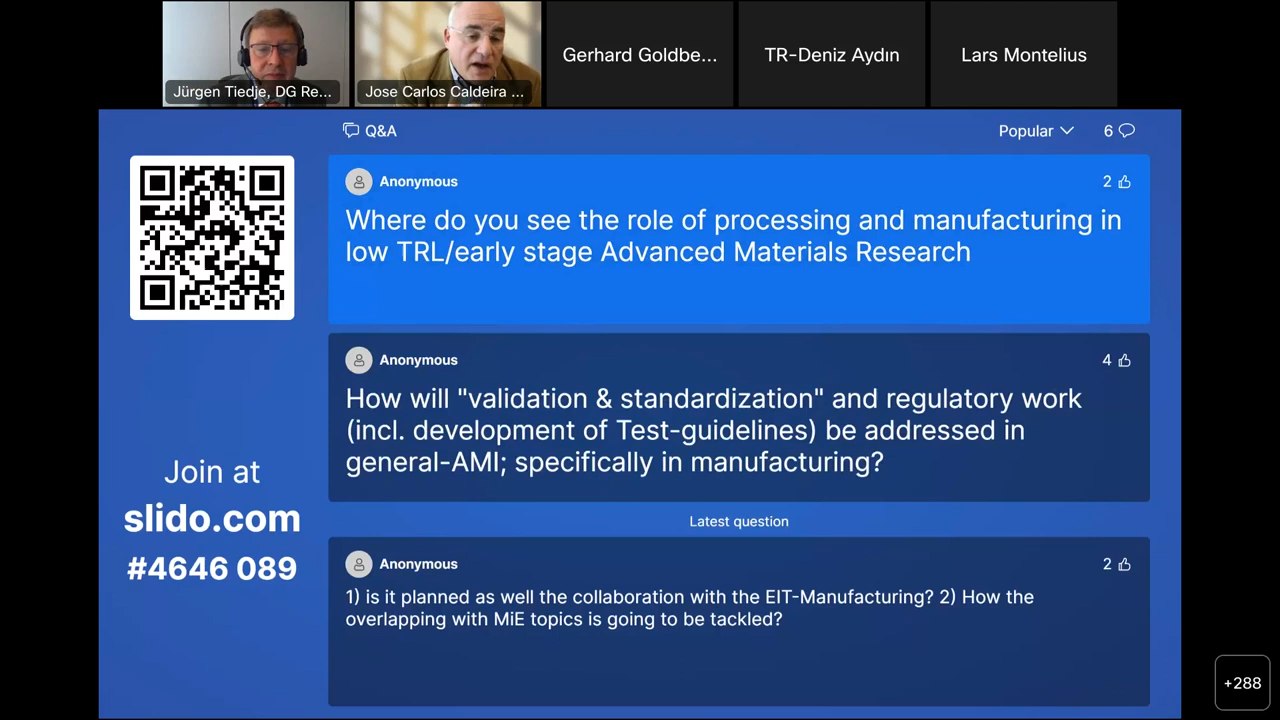 Jürgen Tiedje, DG Re...
Jose Carlos Caldeira ...
Gerhard Goldbe...
TR-Deniz Aydın
Lars Montelius
Q&A
Popular
6
Anonymous
2
Where do you see the role of processing and manufacturing in
low TRL/early stage Advanced Materials Research
Anonymous
4
How will "validation & standardization" and regulatory work
(incl. development of Test-guidelines) be addressed in
general-AMI; specifically in manufacturing?
Join at
slido.com
#4646 089
Latest question
Anonymous
2
1) is it planned as well the collaboration with the EIT-Manufacturing? 2) How the
overlapping with MiE topics is going to be tackled?
+288